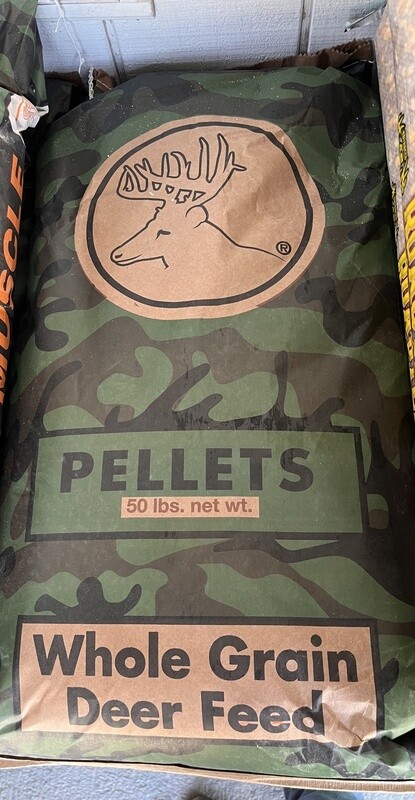 ®
PELLETS
50 lbs. net wt.
Whole Grain
Deer Feed
MUSCLE